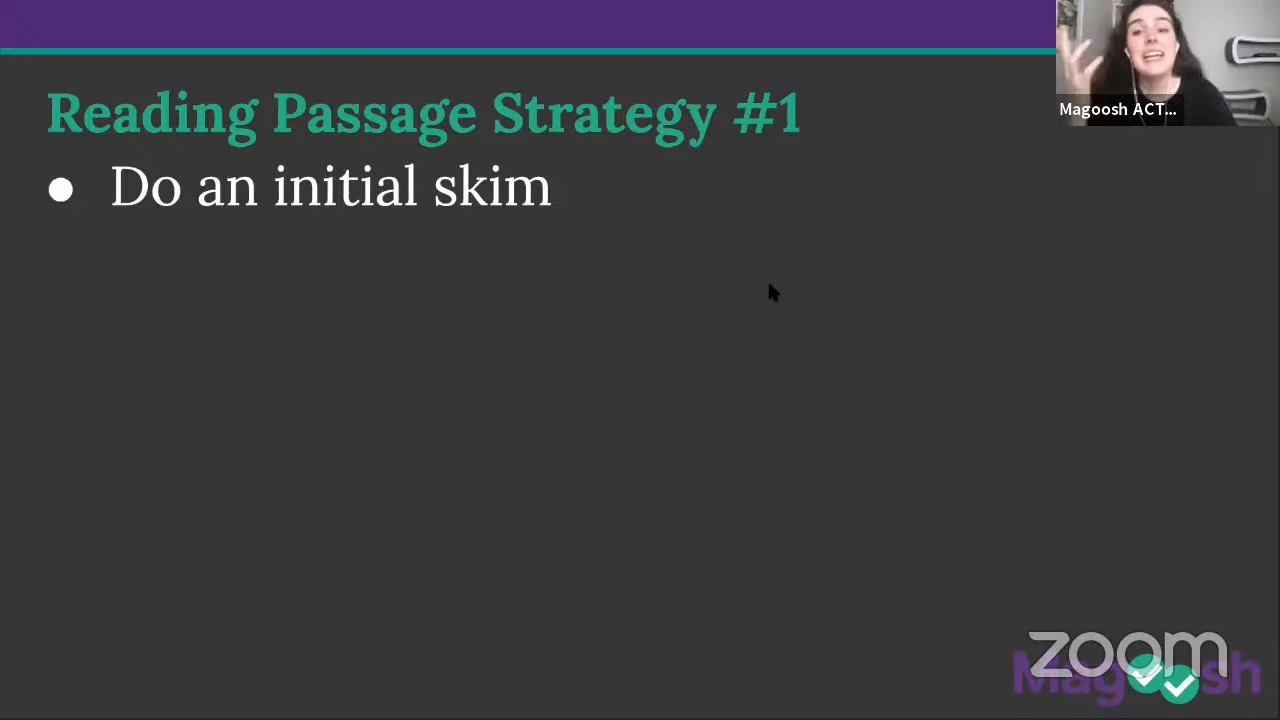 Reading Passage Strategy #1
● Do an initial skim
Magoosh ACT...
zoom
Magoosh